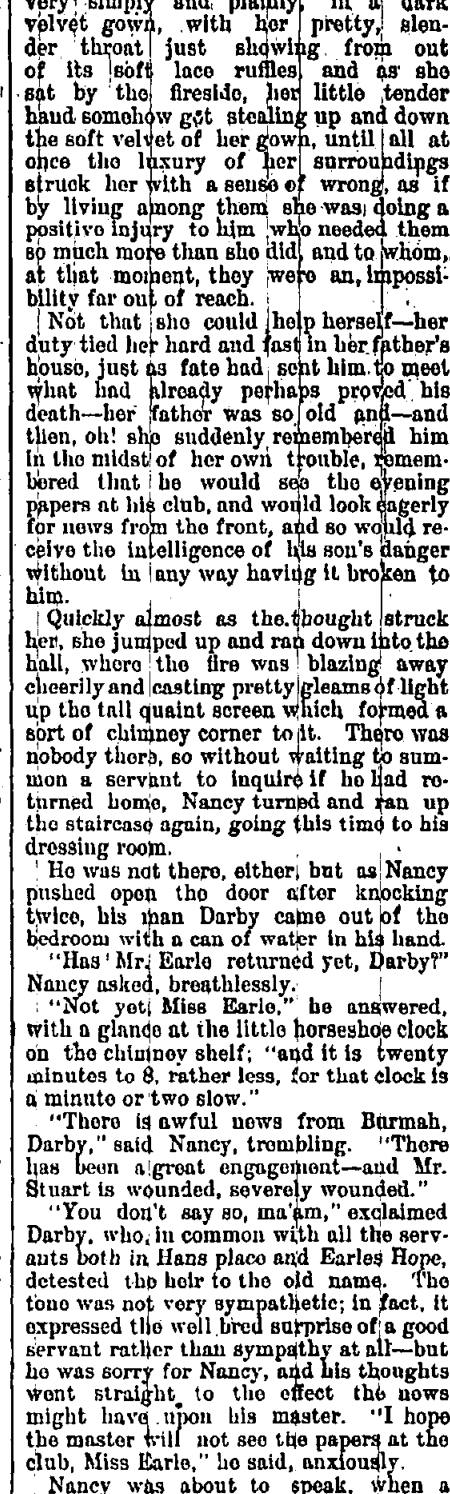 very simply and plainly, in a dark
velvet gown, with her pretty, slen-
der throat just showing from out
of its soft lace ruffles, and as she
sat by the fireside, her little tender
hand somehow got stealing up and down
the soft velvet of her gown, until all at
once the luxury of her surroundings
struck her with a sense of wrong, as if
by living among them she was doing a
positive injury to him who needed them
so much more than she did, and to whom,
at that moment, they were an impossi-
bility far out of reach.
Not that she could help herself—her
duty tied her hard and fast in her father's
house, just as fate had sent him to meet
what had already perhaps proved his
death—her father was so old and—and
then, oh! she suddenly remembered him
in the midst of her own trouble, remem-
bered that he would see the evening
papers at his club, and would look eagerly
for news from the front, and so would re-
ceive the intelligence of his son's danger
without in any way having it broken to
him.
Quickly almost as the thought struck
her, she jumped up and ran down into the
hall, where the fire was blazing away
cheerily and casting pretty gleams of light
up the tall quaint screen which formed a
sort of chimney corner to it. There was
nobody there, so without waiting to sum-
mon a servant to inquire if he had re-
turned home, Nancy turned and ran up
the staircase again, going this time to his
dressing room.
He was not there, either, but as Nancy
pushed open the door after knocking
twice, his man Darby came out of the
bedroom with a can of water in his hand.
"Has Mr. Earle returned yet, Darby?"
Nancy asked, breathlessly.
"Not yet, Miss Earle," he answered,
with a glance at the little horseshoe clock
on the chimney shelf; "and it is twenty
minutes to 8, rather less, for that clock is
a minute or two slow."
"There is awful news from Burmah,
Darby," said Nancy, trembling. "There
has been a great engagement—and Mr.
Stuart is wounded, severely wounded."
"You don't say so, ma'am," exclaimed
Darby, who, in common with all the serv-
ants both in Hans place and Earles Hope,
detested the heir to the old name. The
tone was not very sympathetic; in fact, it
expressed the well bred surprise of a good
servant rather than sympathy at all—but
he was sorry for Nancy, and his thoughts
went straight to the effect the news
might have upon his master. "I hope
the master will not see the papers at the
club, Miss Earle," he said, anxiously.
Nancy was about to speak, when a